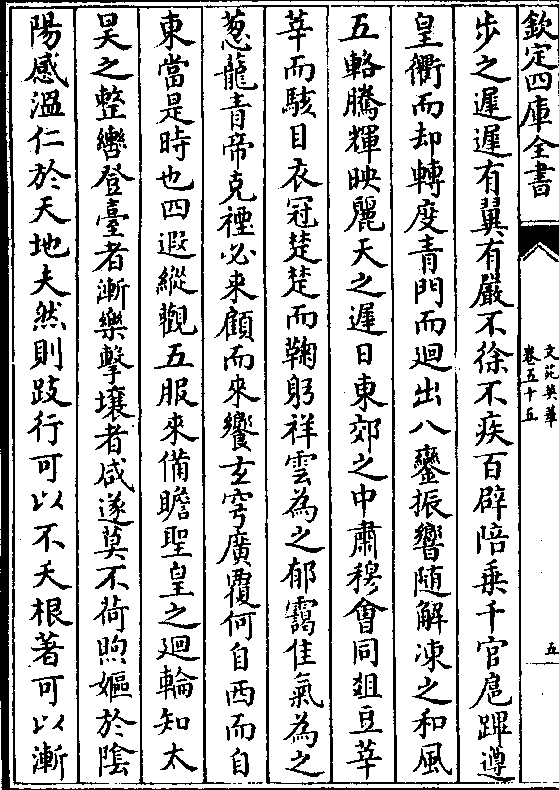 欽定四庫全書
文苑英華
卷五十五
五
步之遲遲有翼有嚴不徐不疾百辟陪乗千官扈蹕遵
皇衢而却轉度青門而迴出八鑾振響隨解凍之和風
五輅騰輝映麗天之遲日東郊之中肅穆會同爼豆莘
莘而駭目衣冠楚楚而鞠躬祥雲為之郁靄佳氣為之
葱蘢青帝克禋必来顧而来饗玄穹廣覆何自西而自
東當是時也四遐縱觀五服来備瞻聖皇之迴輪知太
昊之整轡登臺者漸樂擊壤者咸遂莫不荷煦嫗於陰
陽感溫仁於天地夫然則跂行可以不夭根著可以漸